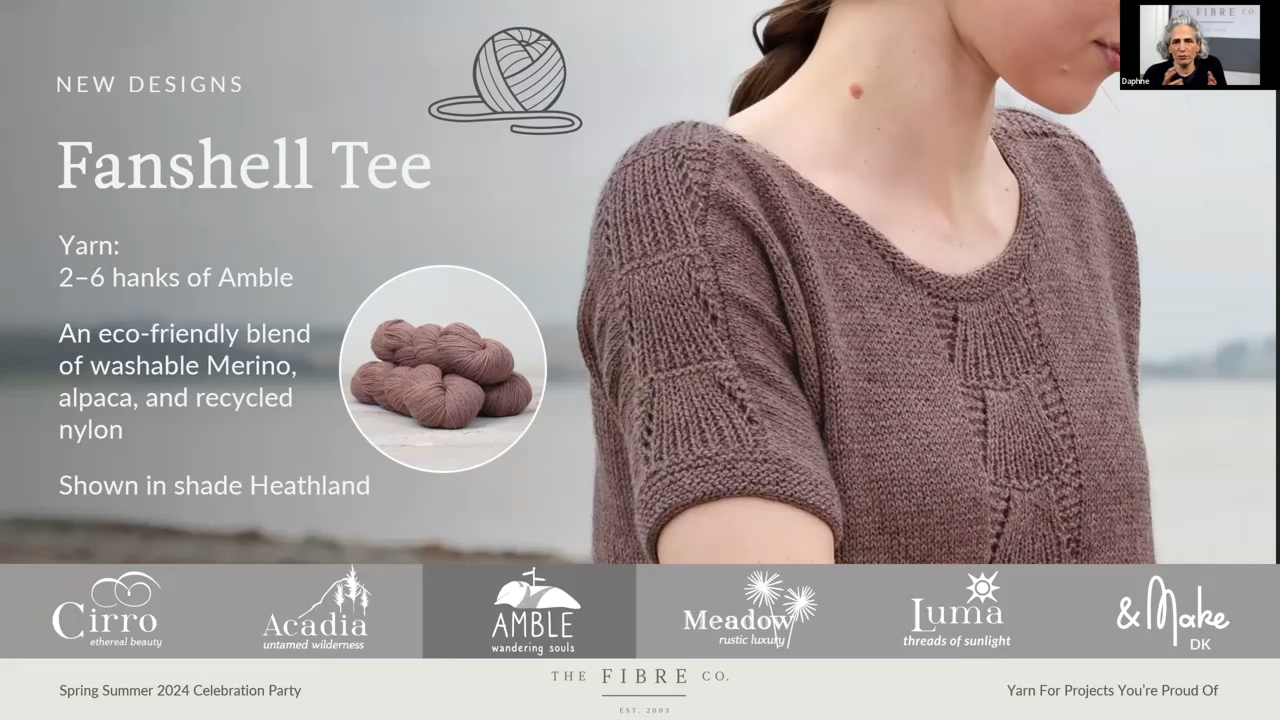 NEW DESIGNS
Fanshell Tee
Yarn:
2–6 hanks of Amble
An eco-friendly blend
of washable Merino,
alpaca, and recycled
nylon
Shown in shade Heathland
THE FIBRE CO.
Daphne
Cirro
ethereal beauty
Acadia
untamed wilderness
AMBLE
wandering souls
Meadow
rustic luxury
Luma
threads of sunlight
& Make
DK
Spring Summer 2024 Celebration Party
THE FIBRE CO.
EST. 2003
Yarn For Projects You’re Proud Of